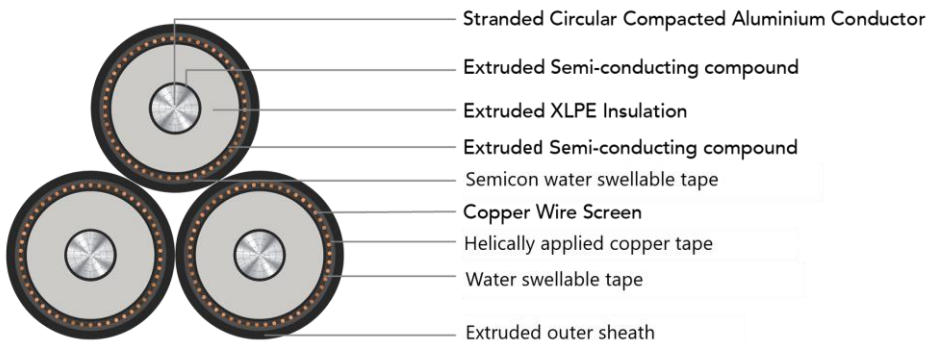 Stranded Circular Compacted Aluminium Conductor
Extruded Semi-conducting compound
Extruded XLPE Insulation
Extruded Semi-conducting compound
Semicon water swellable tape
Copper Wire Screen
Helically applied copper tape
Water swellable tape
Extruded outer sheath